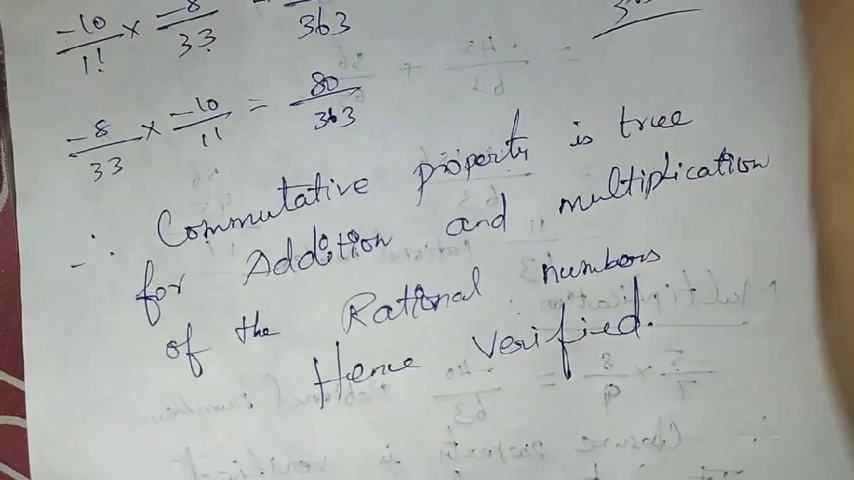 -10/11 × -8/33 = 80/363
-8/33 × -10/11 = 80/363
∴ Commutative property is true
for Addition and multiplication
of the Rational numbers
Hence verified.